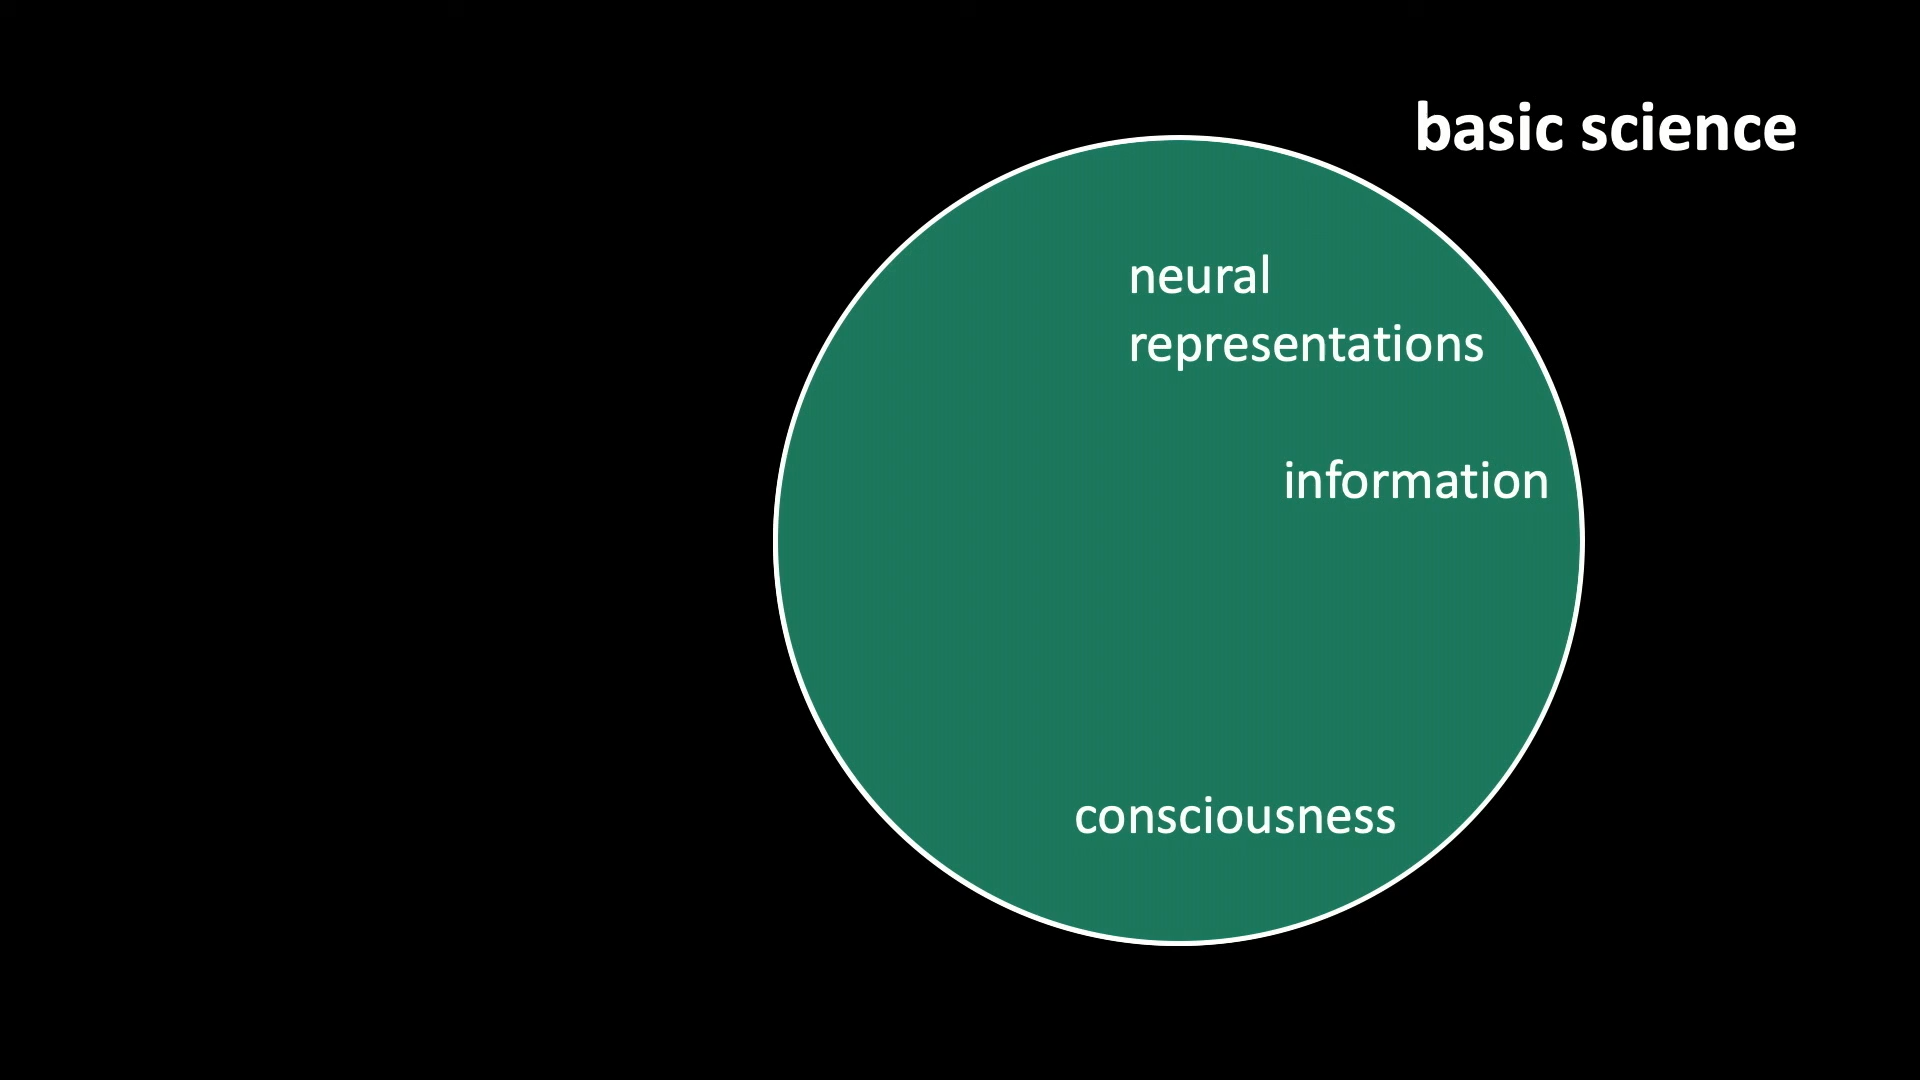 basic science
neural
representations
information
consciousness